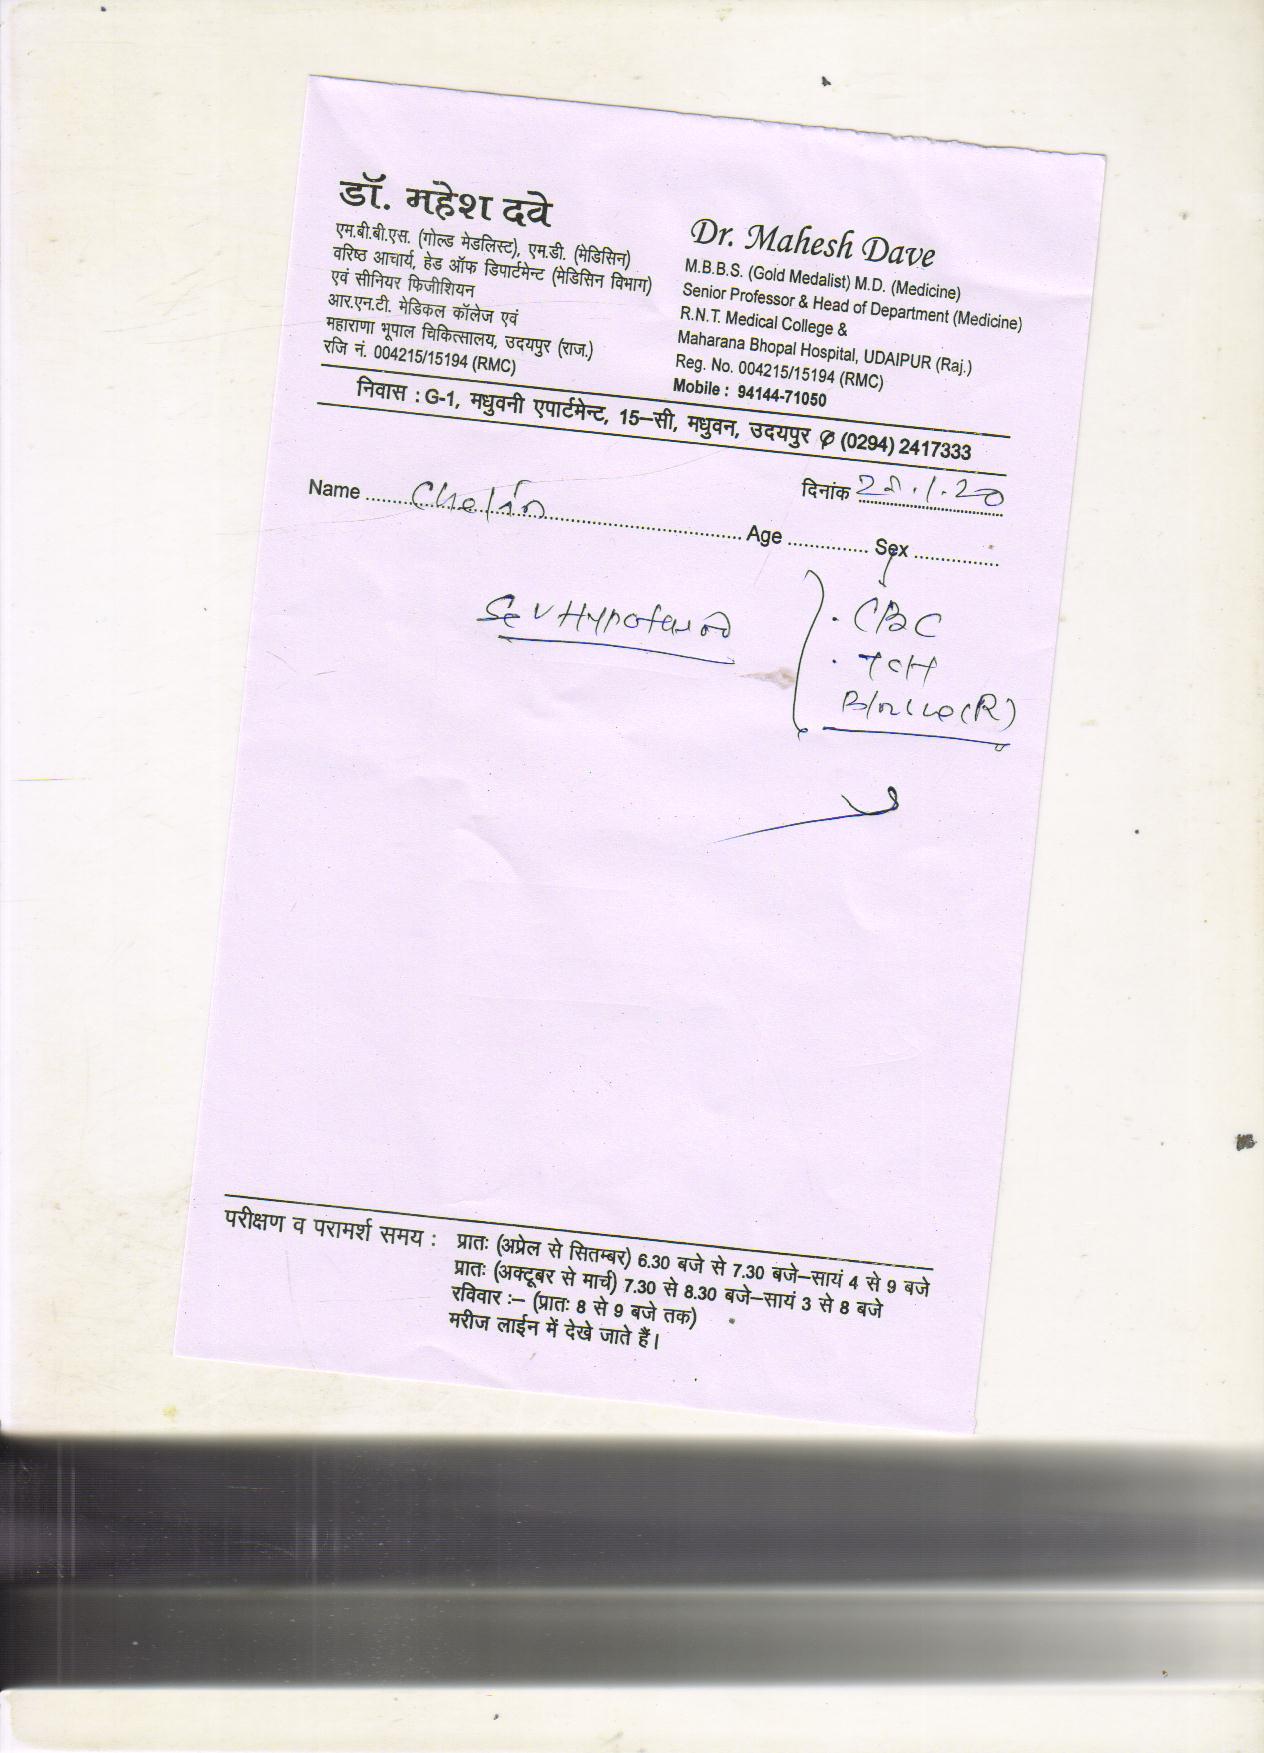 डॉ. महेश दवे
एम.बी.बी.एस. (गोल्ड मेडलिस्ट), एम.डी. (मेडिसिन)
वरिष्ठ आचार्य, हेड ऑफ डिपार्टमेन्ट (मेडिसिन विभाग)
एवं सीनियर फिजीशियन
आर.एन.टी. मेडिकल कॉलेज एवं
महाराणा भूपाल चिकित्सालय, उदयपुर (राज.)
रजि नं. 004215/15194 (RMC)
Dr. Mahesh Dave
M.B.B.S. (Gold Medalist) M.D. (Medicine)
Senior Professor & Head of Department (Medicine)
R.N.T. Medical College &
Maharana Bhopal Hospital, UDAIPUR (Raj.)
Reg. No. 004215/15194 (RMC)
Mobile : 94144-71050
निवास : G-1, मधुवनी एपार्टमेन्ट, 15–सी, मधुवन, उदयपुर ✆ (0294) 2417333
दिनांक
Name Age Sex
CBC
परीक्षण व परामर्श समय : प्रातः (अप्रेल से सितम्बर) 6.30 बजे से 7.30 बजे–सायं 4 से 9 बजे
प्रातः (अक्टूबर से मार्च) 7.30 से 8.30 बजे–सायं 3 से 8 बजे
रविवार :– (प्रातः 8 से 9 बजे तक)
मरीज लाईन में देखे जाते हैं।